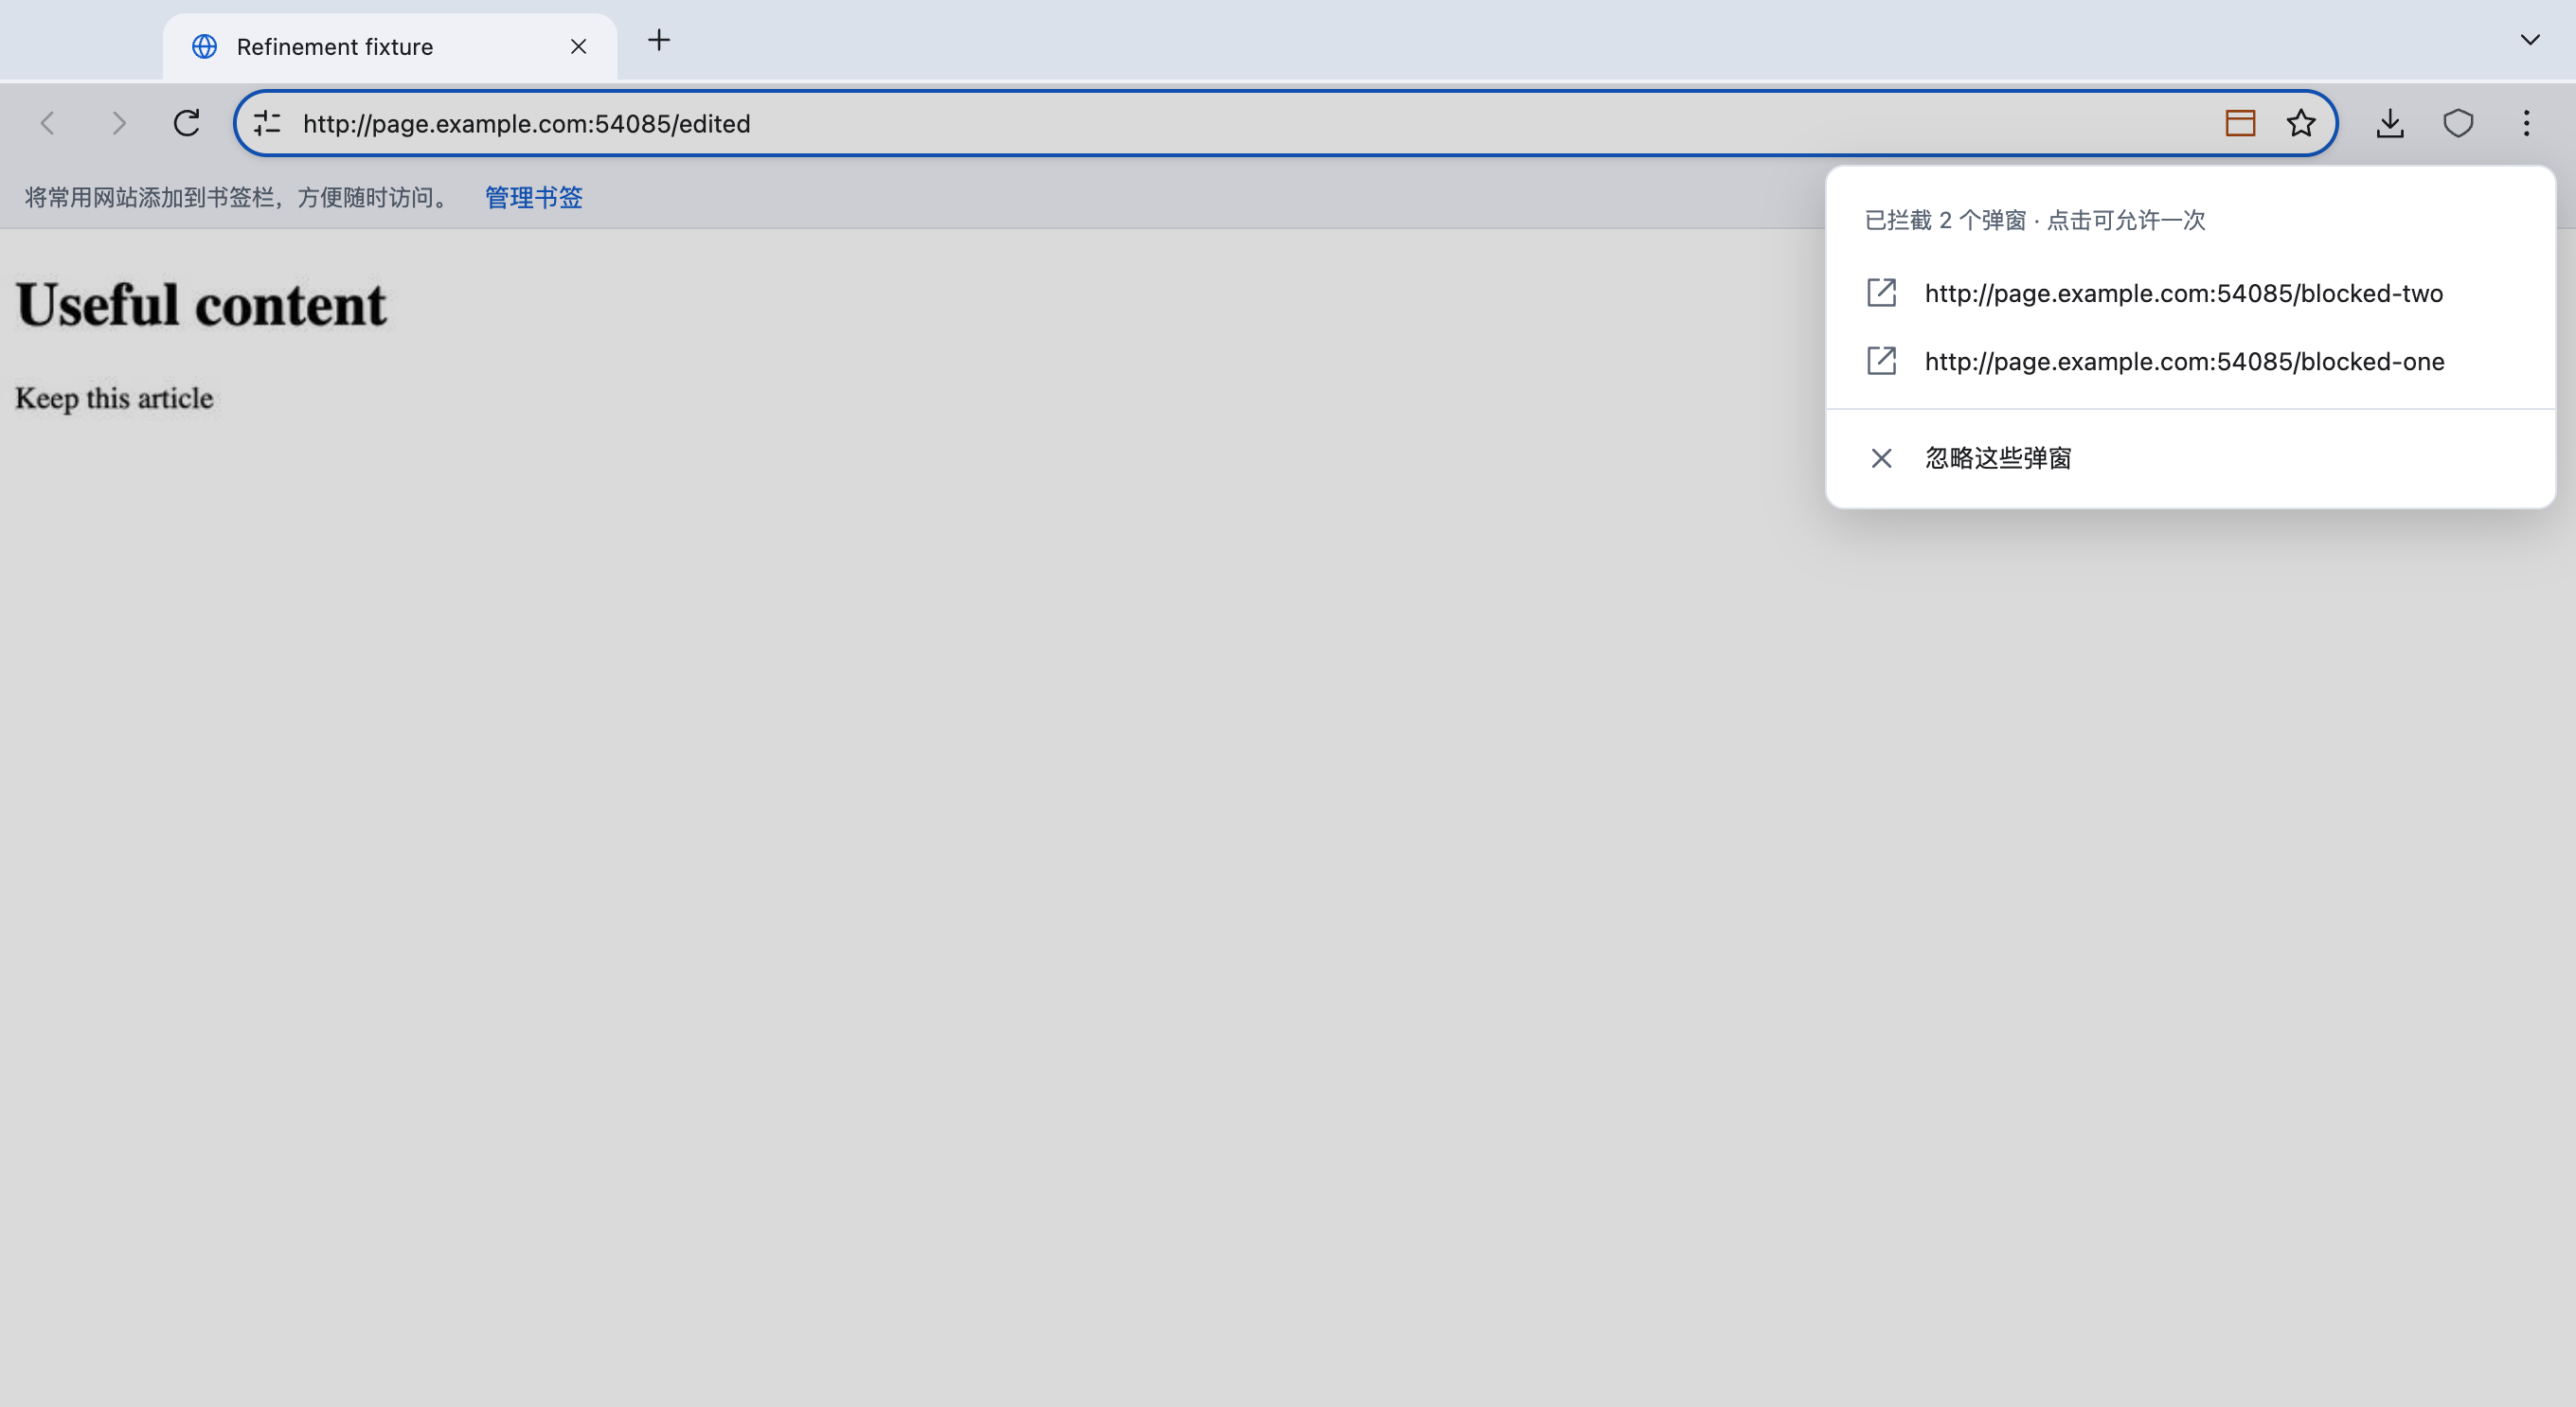 Refinement fixture
http://page.example.com:54085/edited
将常用网站添加到书签栏，方便随时访问。 管理书签
已拦截 2 个弹窗 · 点击可允许一次
http://page.example.com:54085/blocked-two
http://page.example.com:54085/blocked-one
忽略这些弹窗
Useful content
Keep this article